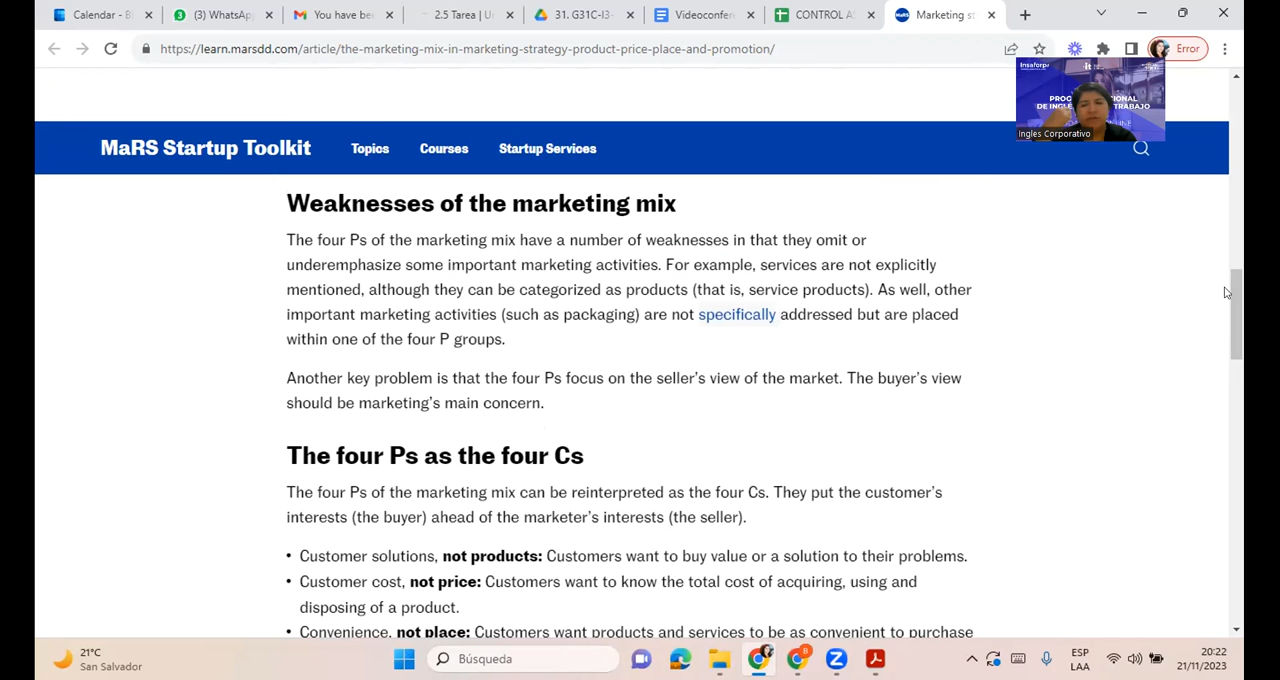 Calendar - B
(3) WhatsAp
You have be
2.5 Tarea | U
31. G31C-I3-
Videoconfer
CONTROL A
Marketing st
https://learn.marsdd.com/article/the-marketing-mix-in-marketing-strategy-product-price-place-and-promotion/
Error
Insaforp
Ingles Corporativo
MaRS Startup Toolkit
Topics
Courses
Startup Services
Weaknesses of the marketing mix
The four Ps of the marketing mix have a number of weaknesses in that they omit or
underemphasize some important marketing activities. For example, services are not explicitly
mentioned, although they can be categorized as products (that is, service products). As well, other
important marketing activities (such as packaging) are not specifically addressed but are placed
within one of the four P groups.
Another key problem is that the four Ps focus on the seller's view of the market. The buyer's view
should be marketing's main concern.
The four Ps as the four Cs
The four Ps of the marketing mix can be reinterpreted as the four Cs. They put the customer's
interests (the buyer) ahead of the marketer's interests (the seller).
• Customer solutions, not products: Customers want to buy value or a solution to their problems.
• Customer cost, not price: Customers want to know the total cost of acquiring, using and
disposing of a product.
• Convenience, not place: Customers want products and services to be as convenient to purchase
21°C
San Salvador
Búsqueda
ESP
LAA
20:22
21/11/2023